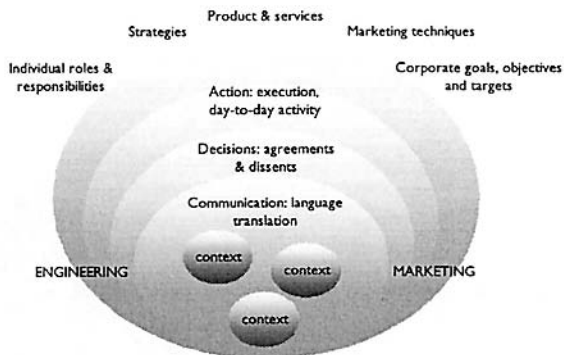 Product & services
Strategies
Marketing techniques
Individual roles &
responsibilities
Corporate goals, objectives
and targets
Action: execution,
day-to-day activity
Decisions: agreements
& dissents
Communication: language
translation
context
context
ENGINEERING
MARKETING
context